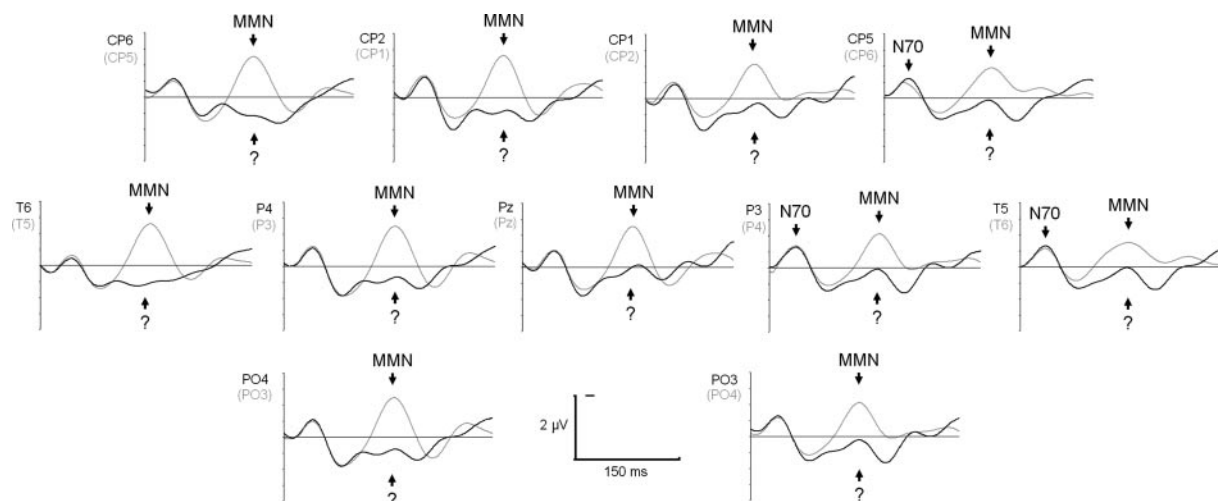 MMN
CP6
(CP5)
?
MMN
CP2
(CP1)
?
MMN
CP1
(CP2)
?
CP5
(CP6)
N70
MMN
?
T6
(T5)
MMN
?
P4
(P3)
MMN
?
Pz
(Pz)
MMN
?
P3
(P4)
N70
MMN
?
T5
(T6)
N70
MMN
?
PO4
(PO3)
MMN
?
2 µV
150 ms
PO3
(PO4)
MMN
?